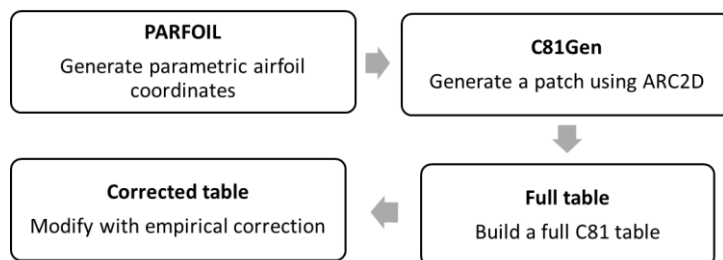 PARFOIL
Generate parametric airfoil
coordinates
C81Gen
Generate a patch using ARC2D
Full table
Build a full C81 table
Corrected table
Modify with empirical correction